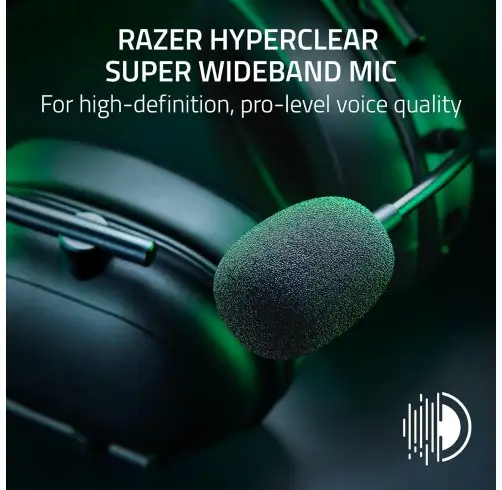 RAZER HYPERCLEAR
SUPER WIDEBAND MIC
For high-definition, pro-level voice quality